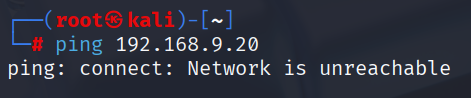 ┌──(root㉿kali)-[~]
└─# ping 192.168.9.20
ping: connect: Network is unreachable